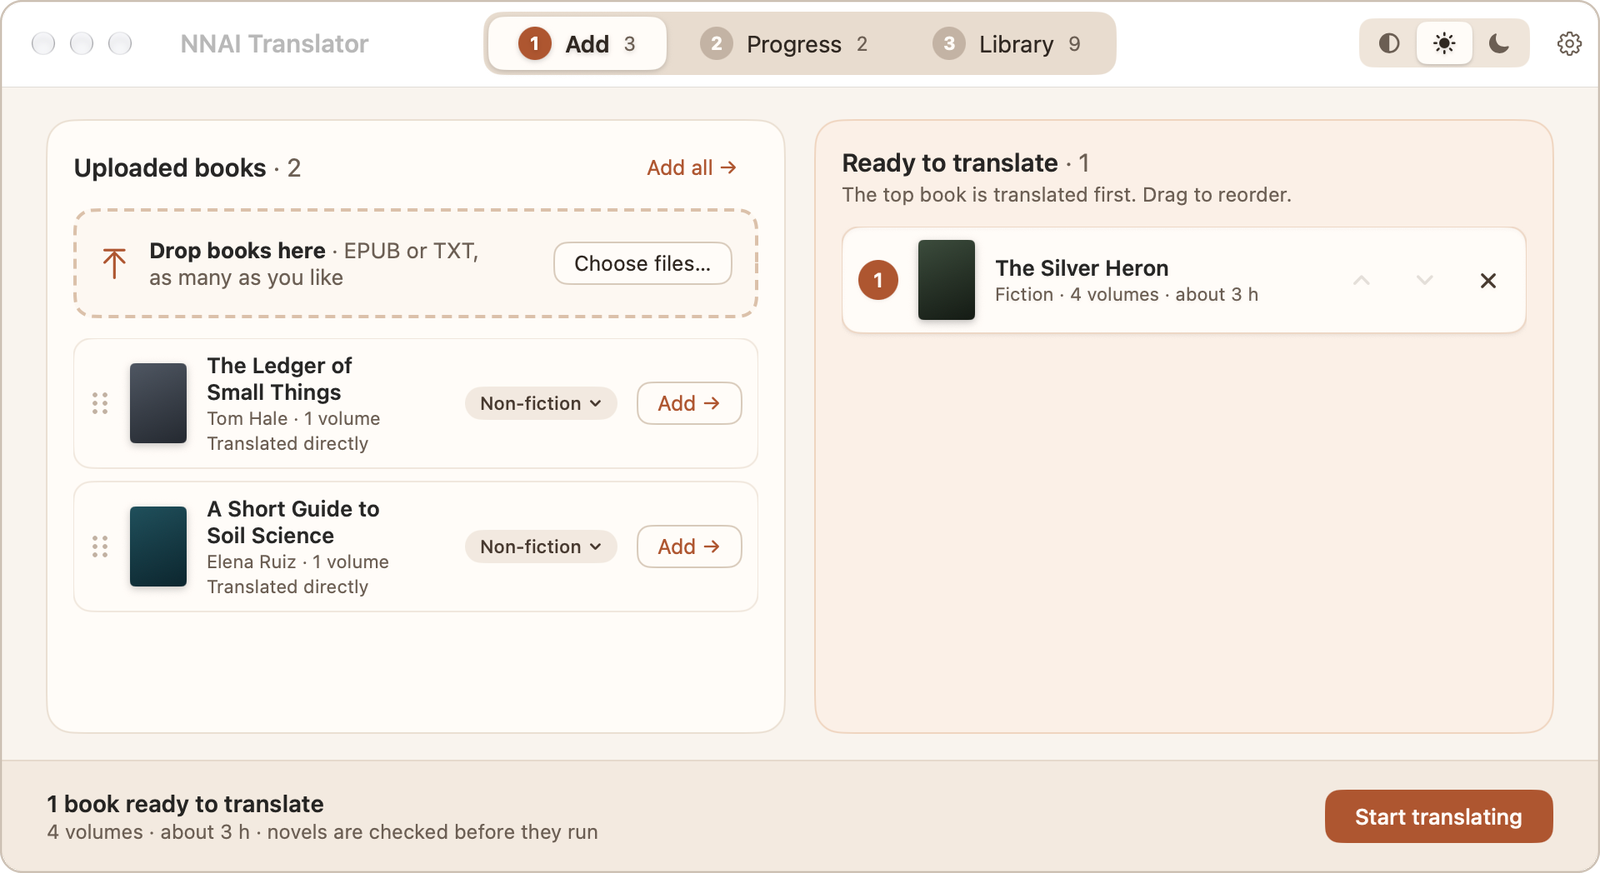 NNAI Translator
1 Add 3
2 Progress 2
3 Library 9
Uploaded books · 2
Add all →
Drop books here · EPUB or TXT,
as many as you like
Choose files...
The Ledger of
Small Things
Tom Hale · 1 volume
Translated directly
Non-fiction
Add →
A Short Guide to
Soil Science
Elena Ruiz · 1 volume
Translated directly
Non-fiction
Add →
Ready to translate · 1
The top book is translated first. Drag to reorder.
1
The Silver Heron
Fiction · 4 volumes · about 3 h
1 book ready to translate
4 volumes · about 3 h · novels are checked before they run
Start translating